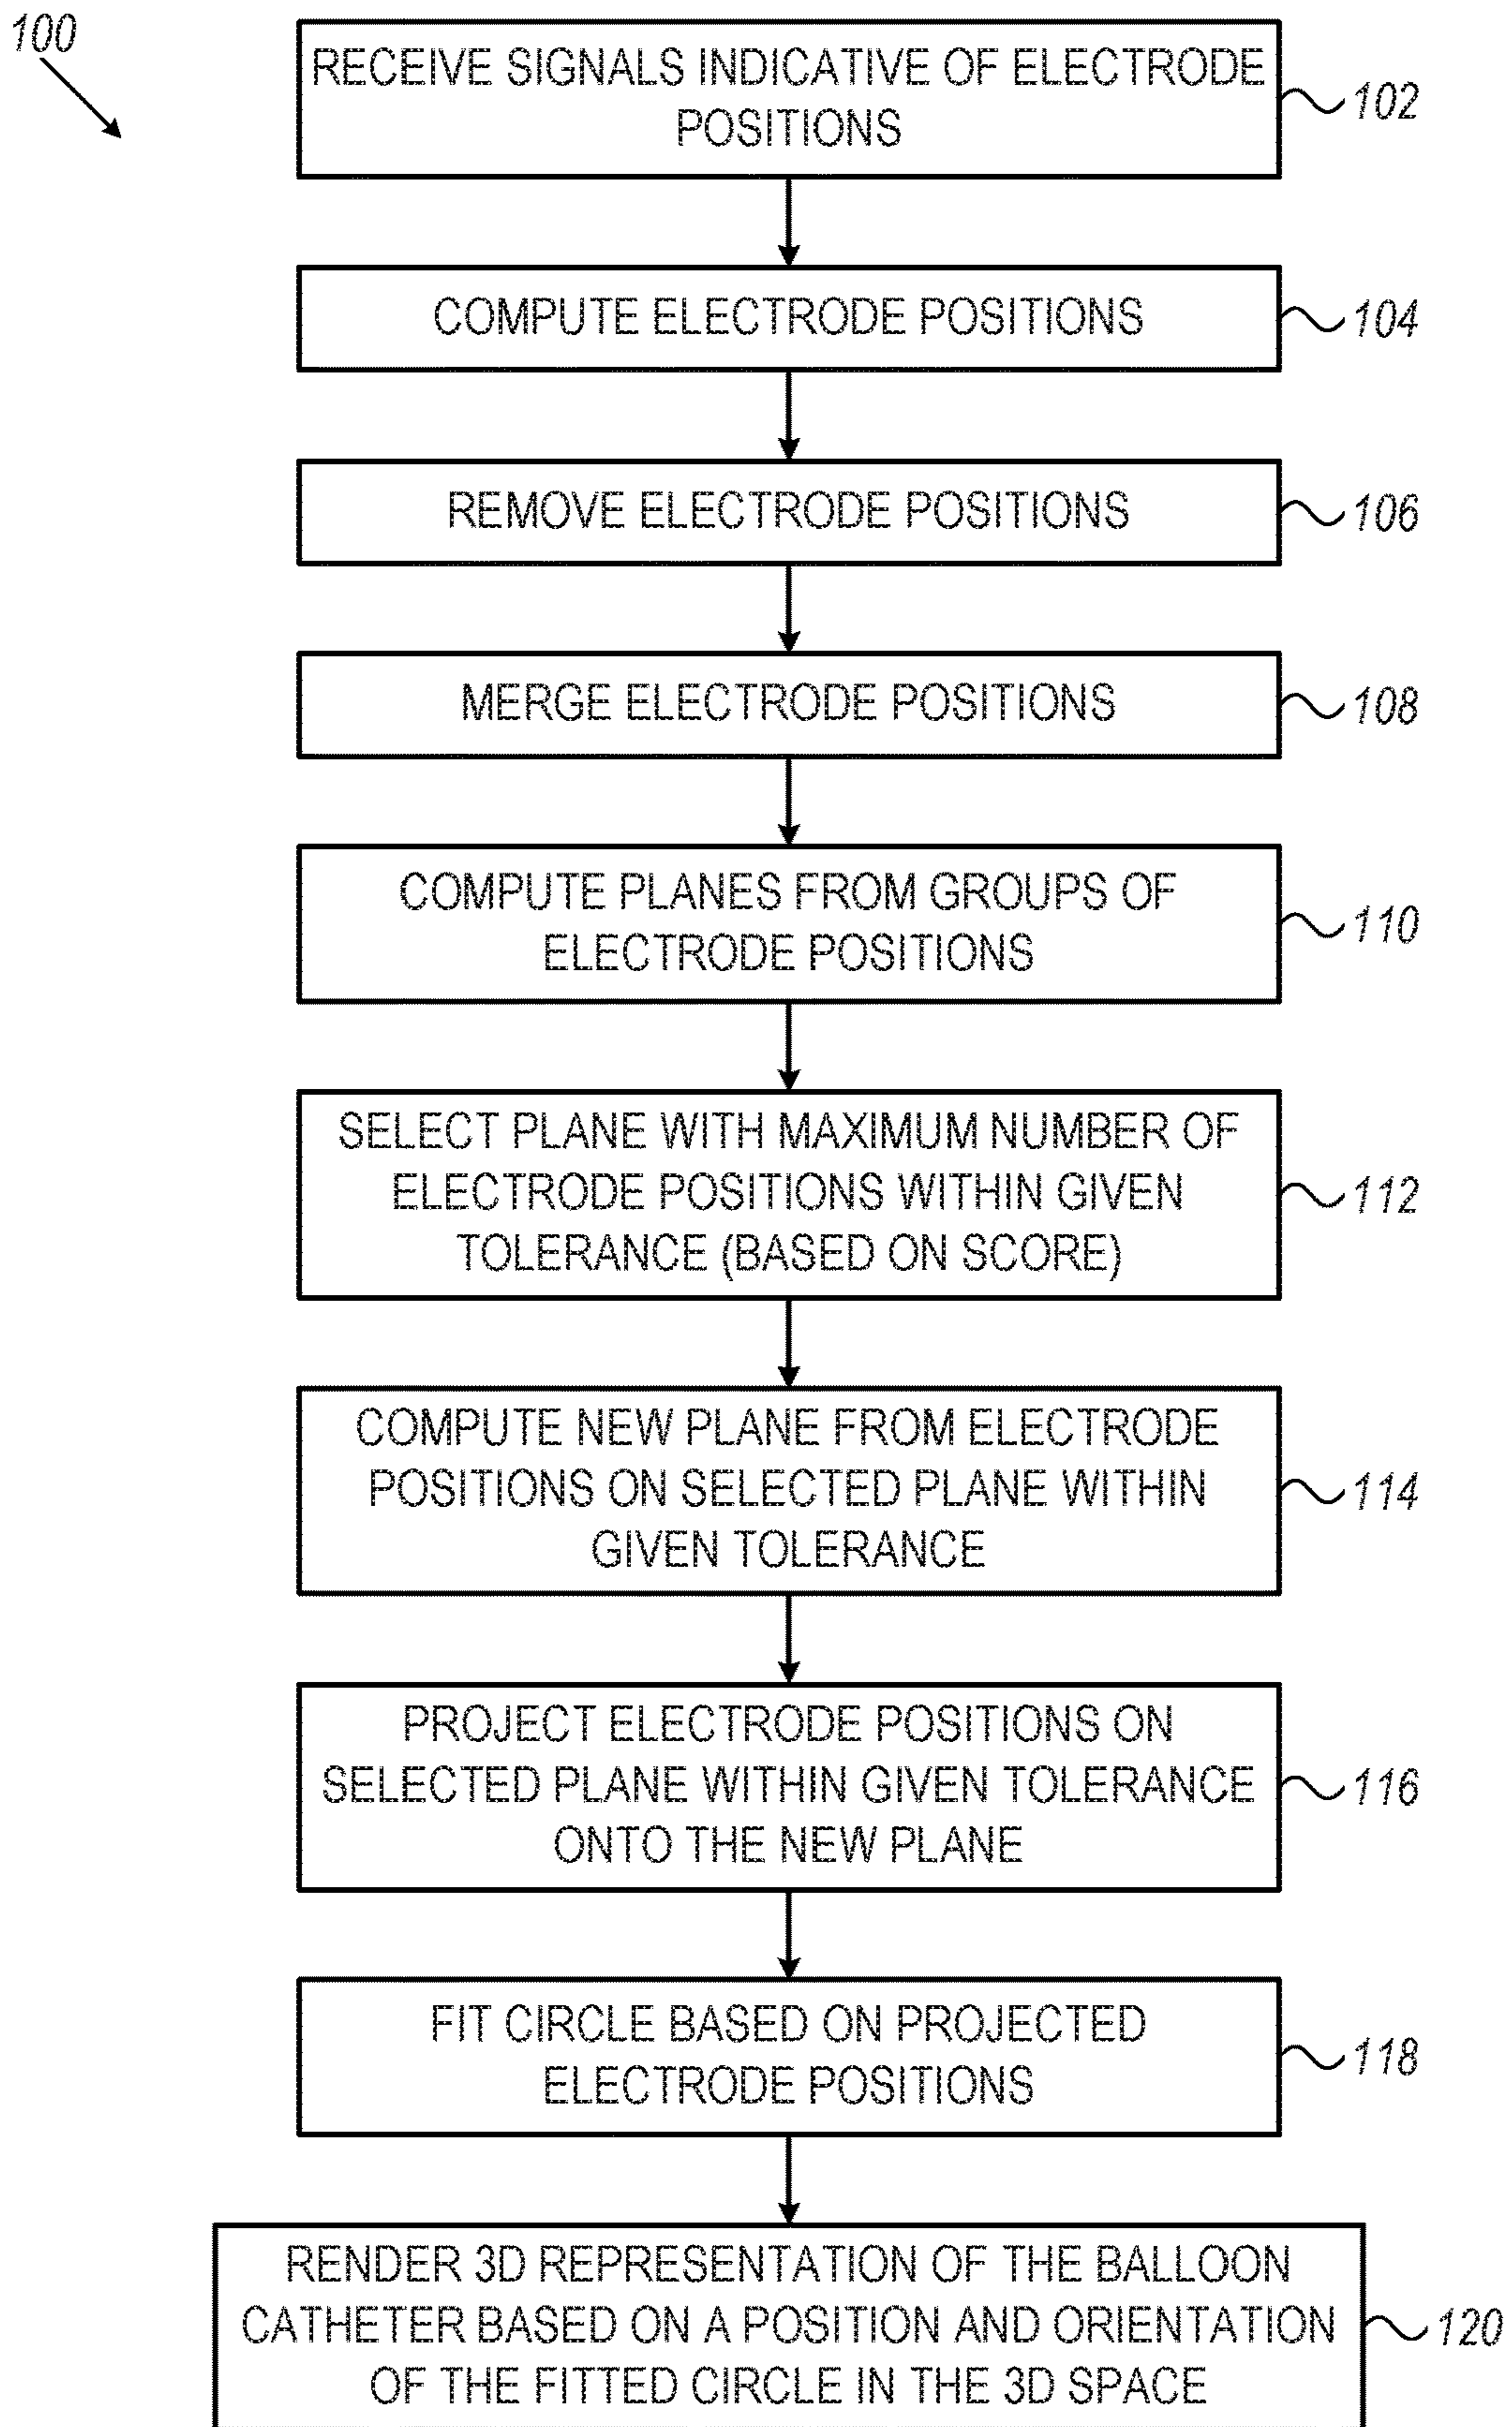 100
RECEIVE SIGNALS INDICATIVE OF ELECTRODE
POSITIONS
102
COMPUTE ELECTRODE POSITIONS
104
REMOVE ELECTRODE POSITIONS
106
MERGE ELECTRODE POSITIONS
108
COMPUTE PLANES FROM GROUPS OF
ELECTRODE POSITIONS
110
SELECT PLANE WITH MAXIMUM NUMBER OF
ELECTRODE POSITIONS WITHIN GIVEN
TOLERANCE (BASED ON SCORE)
112
COMPUTE NEW PLANE FROM ELECTRODE
POSITIONS ON SELECTED PLANE WITHIN
GIVEN TOLERANCE
114
PROJECT ELECTRODE POSITIONS ON
SELECTED PLANE WITHIN GIVEN TOLERANCE
ONTO THE NEW PLANE
116
FIT CIRCLE BASED ON PROJECTED
ELECTRODE POSITIONS
118
RENDER 3D REPRESENTATION OF THE BALLOON
CATHETER BASED ON A POSITION AND ORIENTATION
OF THE FITTED CIRCLE IN THE 3D SPACE
120